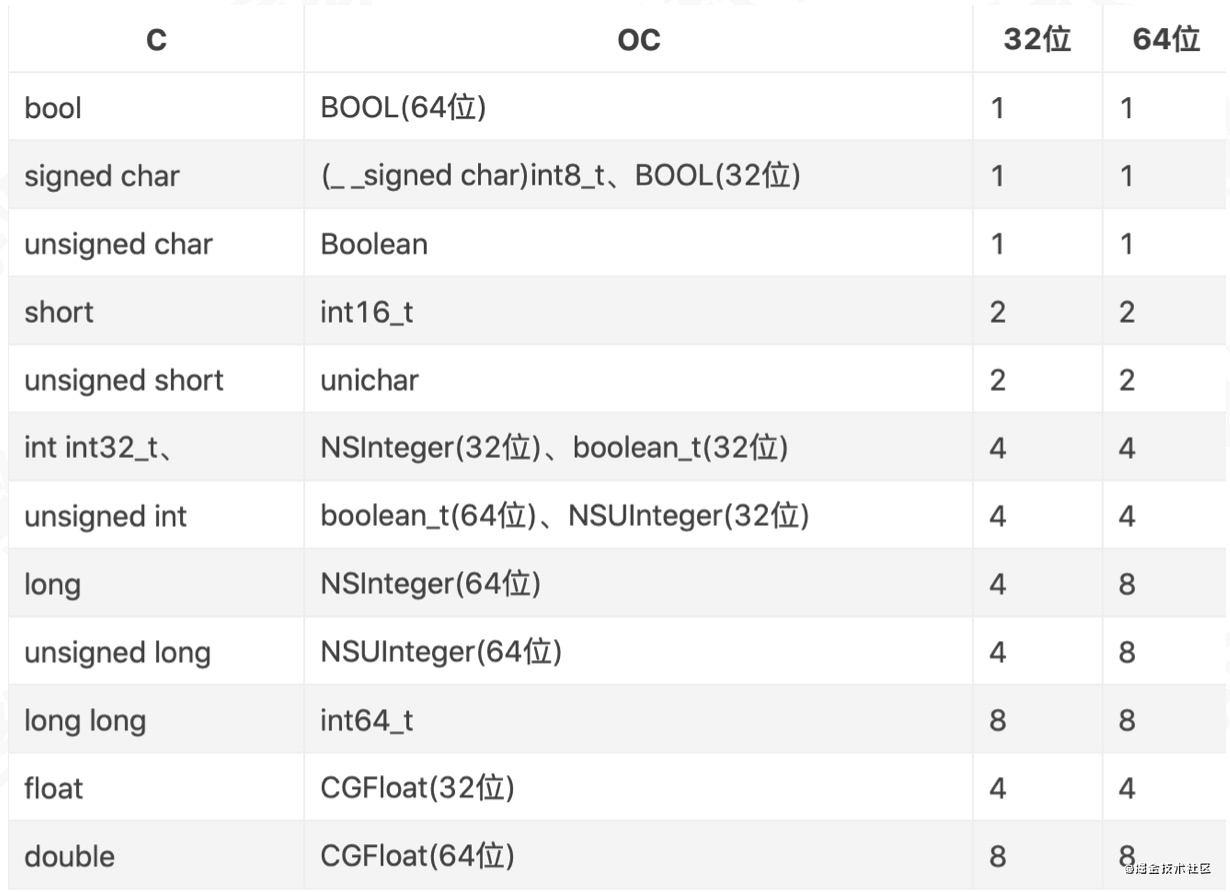 C OC 32位 64位
bool BOOL(64位) 1 1
signed char (_ _signed char)int8_t、BOOL(32位) 1 1
unsigned char Boolean 1 1
short int16_t 2 2
unsigned short unichar 2 2
int int32_t、 NSInteger(32位)、boolean_t(32位) 4 4
unsigned int boolean_t(64位)、NSUInteger(32位) 4 4
long NSInteger(64位) 4 8
unsigned long NSUInteger(64位) 4 8
long long int64_t 8 8
float CGFloat(32位) 4 4
double CGFloat(64位) 8 8
@掘金技术社区